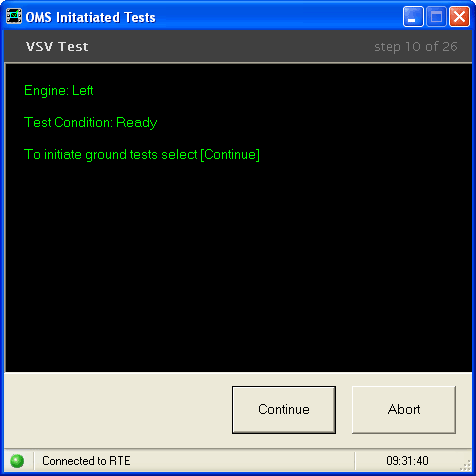 OMS Initatiated Tests
VSV Test step 10 of 26
Engine: Left
Test Condition: Ready
To initiate ground tests select [Continue]
Continue Abort
Connected to RTE 09:31:40